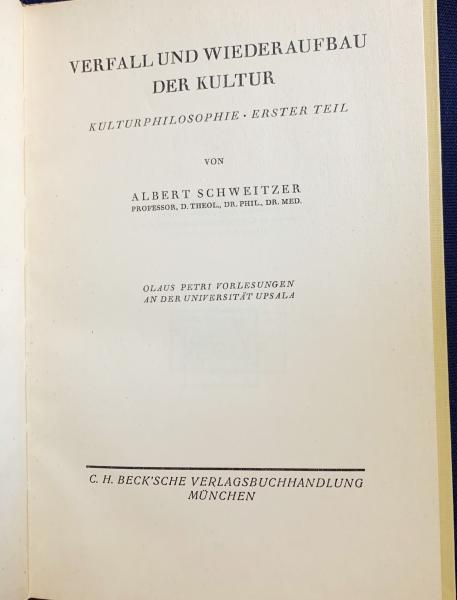 VERFALL UND WIEDERAUFBAU
DER KULTUR
KULTURPHILOSOPHIE · ERSTER TEIL
VON
ALBERT SCHWEITZER
PROFESSOR, D. THEOL., DR. PHIL., DR. MED.
OLAUS PETRI VORLESUNGEN
AN DER UNIVERSITÄT UPSALA
C. H. BECK'SCHE VERLAGSBUCHHANDLUNG
MÜNCHEN